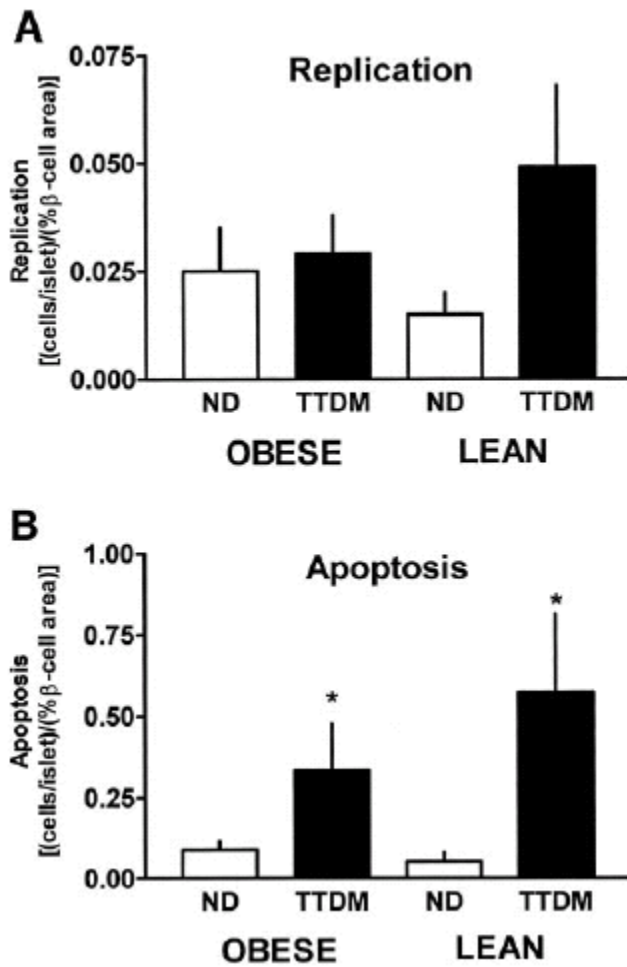 A
Replication
0.075
0.050
0.025
0.000
Replication
[(cells/islet)/(%β-cell area)]
ND TTDM ND TTDM
OBESE LEAN
B
Apoptosis
1.00
0.75
0.50
0.25
0.00
Apoptosis
[(cells/islet)/(%β-cell area)]
*
*
ND TTDM ND TTDM
OBESE LEAN